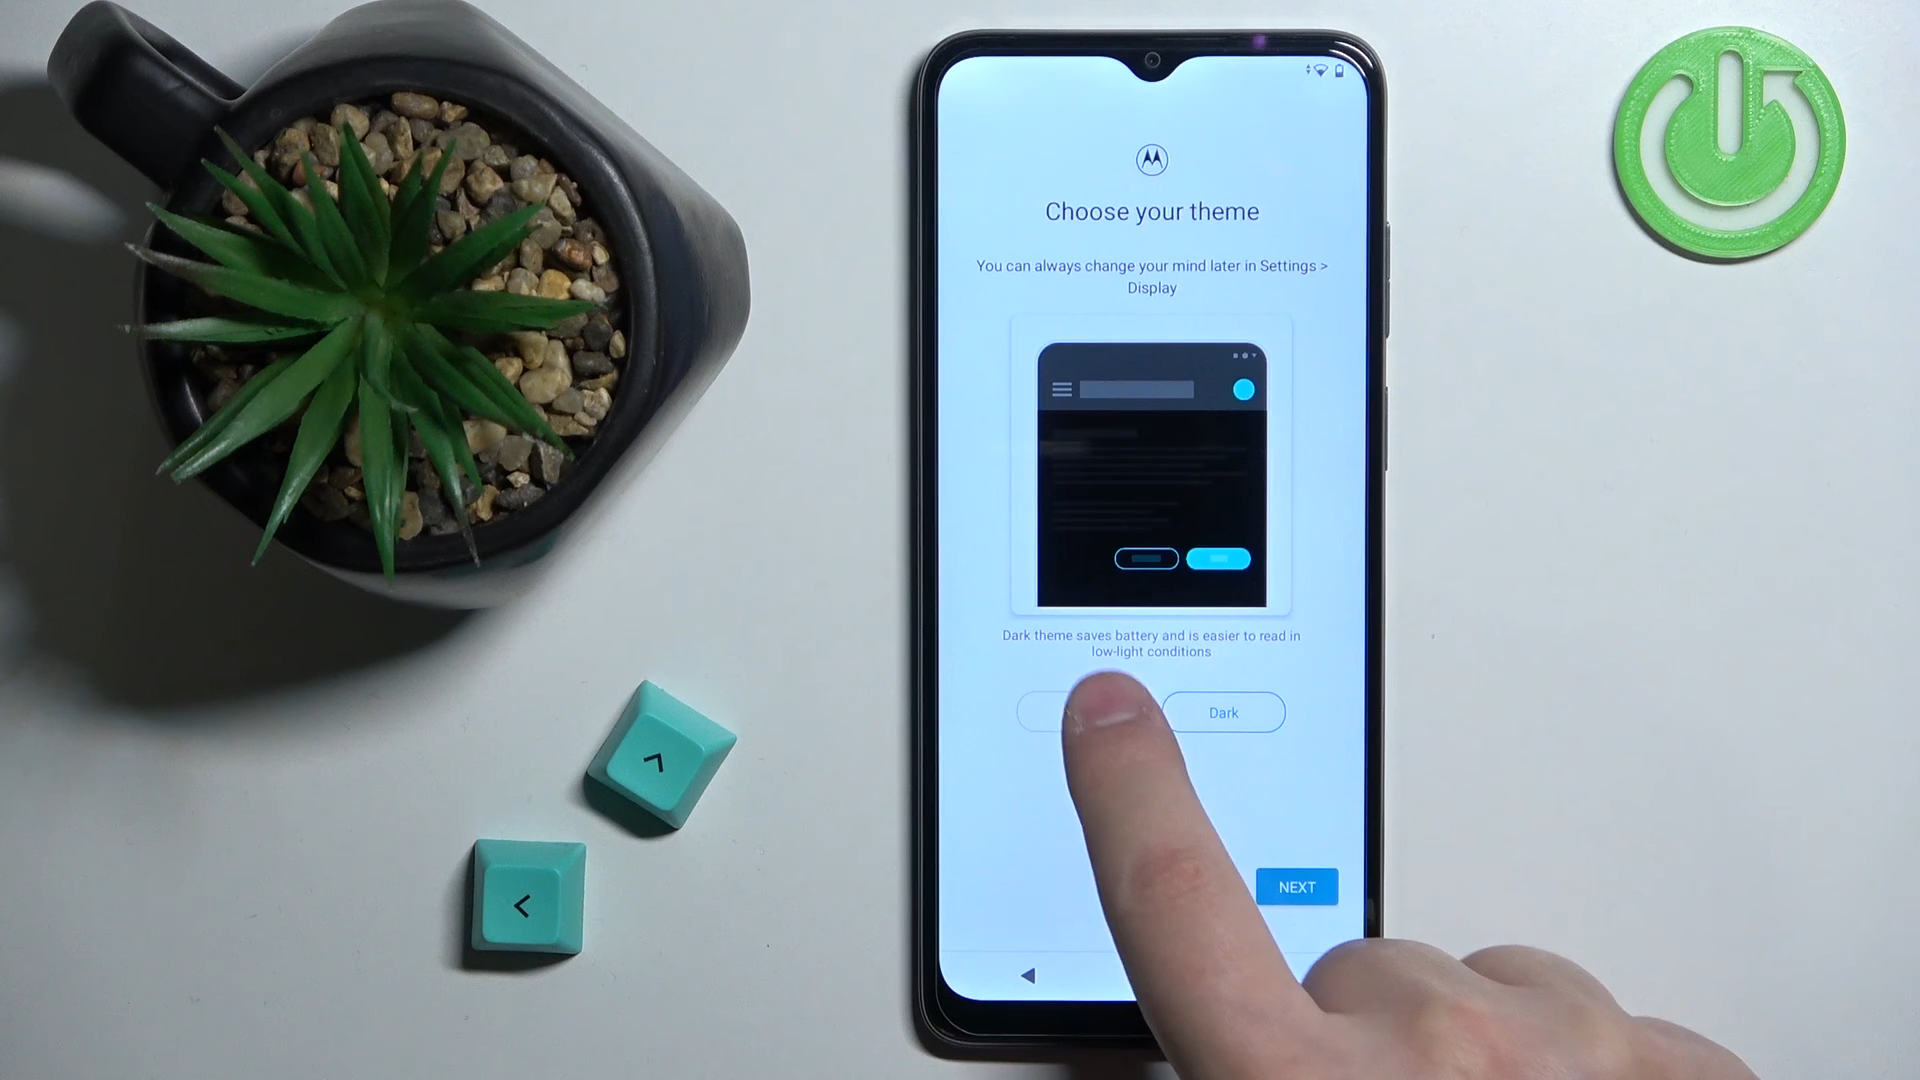 Choose your theme
You can always change your mind later in Settings >
Display
Dark theme saves battery and is easier to read in
low-light conditions
Dark
NEXT
^
<